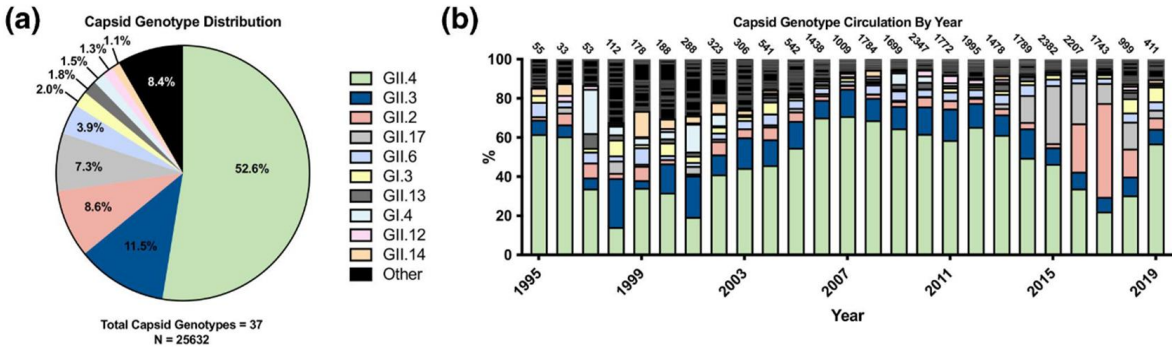 (a)
Capsid Genotype Distribution
1.1%
1.3%
1.5%
1.8%
2.0%
3.9%
7.3%
8.6%
11.5%
52.6%
8.4%
Total Capsid Genotypes = 37
N = 25632
GII.4
GII.3
GII.2
GII.17
GII.6
GI.3
GII.13
GI.4
GII.12
GII.14
Other
(b)
Capsid Genotype Circulation By Year
55 33 53 112 178 188 288 323 306 541 542 1438 1009 1784 1699 2347 1772 1995 1478 1789 2382 2207 1743 999 411
100
80
60
40
20
0
%
1995 1999 2003 2007 2011 2015 2019
Year